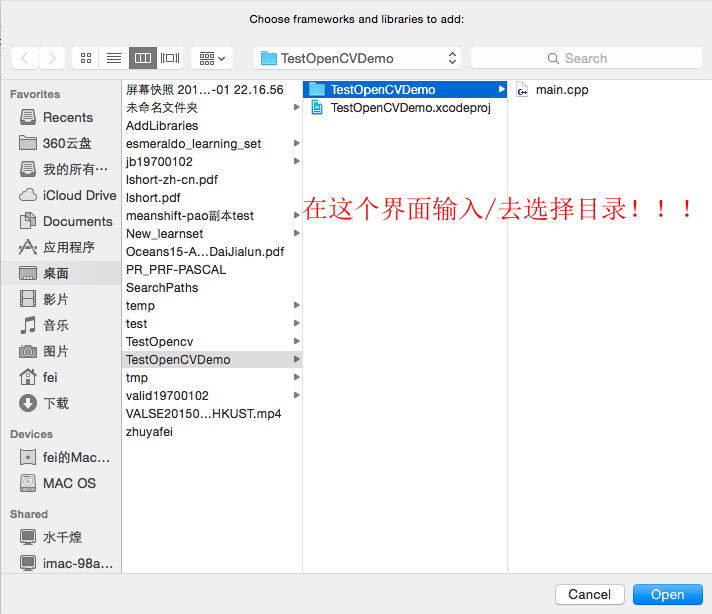 Choose frameworks and libraries to add:
TestOpenCVDemo
Search
Favorites
Recents
360云盘
我的所有…
iCloud Drive
Documents
应用程序
桌面
影片
音乐
图片
fei
下载
Devices
fei的Mac…
MAC OS
Shared
水千煌
imac-98a…
屏幕快照 201…-01 22.16.56
未命名文件夹
AddLibraries
esmeraldo_learning_set
jb19700102
lshort-zh-cn.pdf
lshort.pdf
meanshift-pao副本test
New_learnset
Oceans15-A…DaiJialun.pdf
PR_PRF-PASCAL
SearchPaths
temp
test
TestOpencv
TestOpenCVDemo
tmp
valid19700102
VALSE20150…HKUST.mp4
zhuyafei
TestOpenCVDemo
TestOpenCVDemo.xcodeproj
main.cpp
在这个界面输入/去选择目录！！！
Cancel
Open